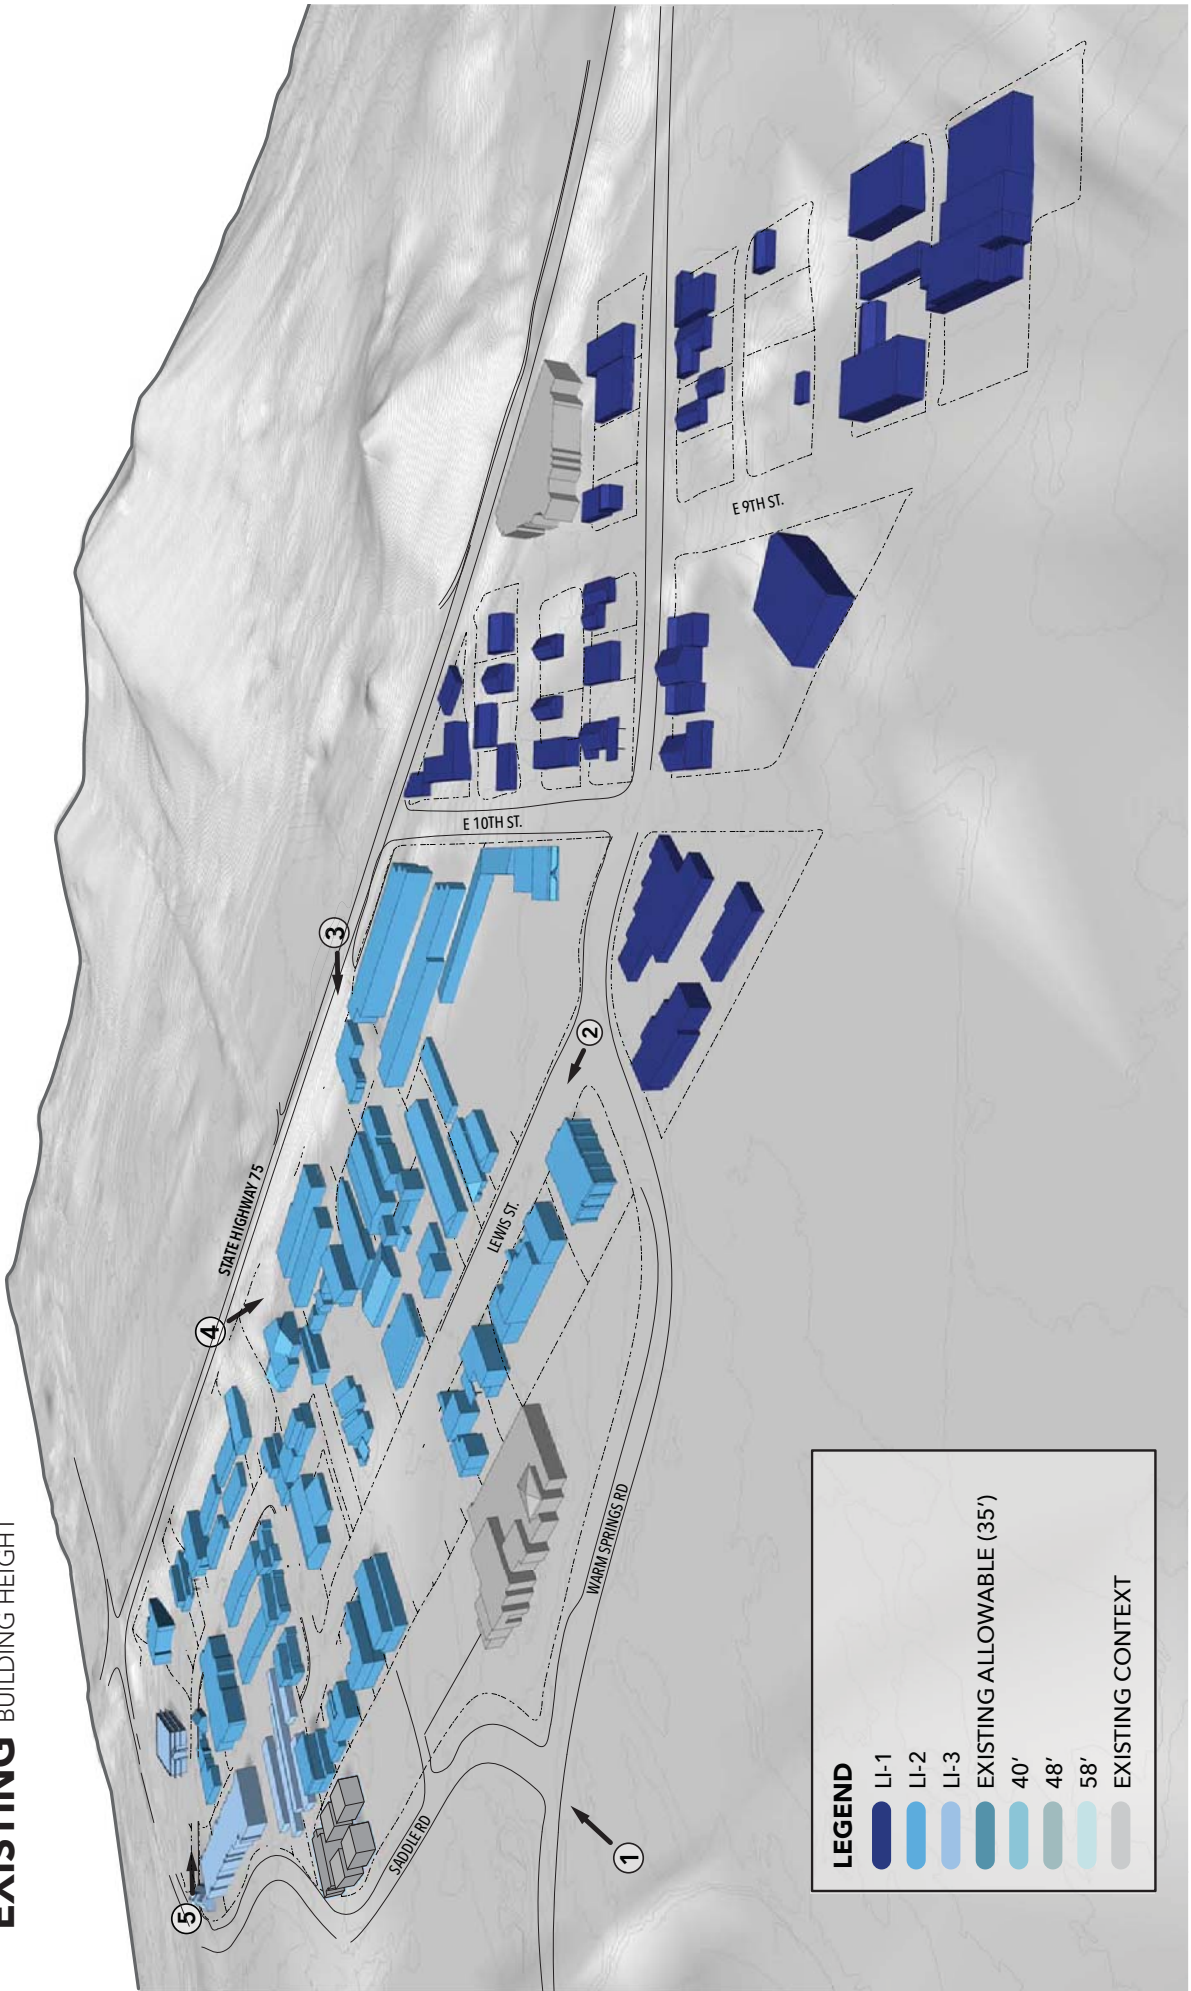 EXISTING BUILDING HEIGHT
5
4
3
STATE HIGHWAY 75
E 10TH ST.
E 9TH ST.
LEWIS ST.
2
SADDLE RD
WARM SPRINGS RD
1
LEGEND
LI-1
LI-2
LI-3
EXISTING ALLOWABLE (35')
40'
48'
58'
EXISTING CONTEXT